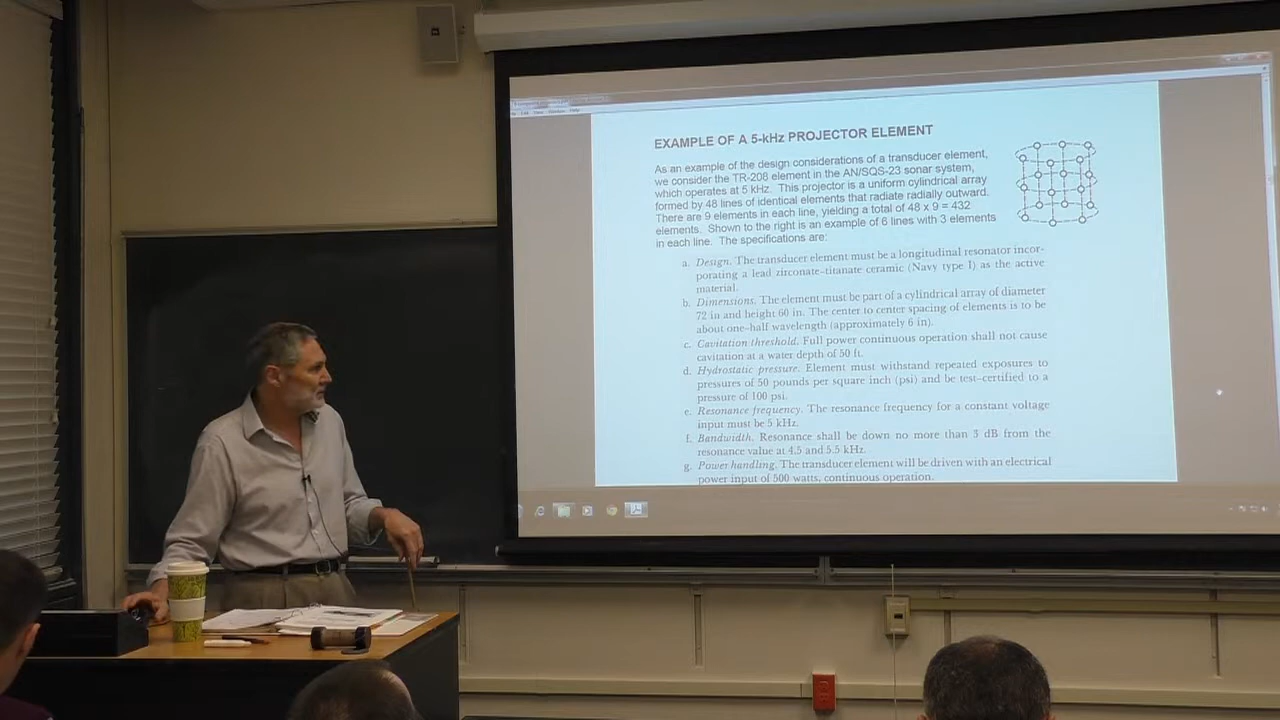 EXAMPLE OF A 5-kHz PROJECTOR ELEMENT
As an example of the design considerations of a transducer element,
we consider the TR-208 element in the AN/SQS-23 sonar system,
which operates at 5 kHz. This projector is a uniform cylindrical array
formed by 48 lines of identical elements that radiate radially outward.
There are 9 elements in each line, yielding a total of 48 x 9 = 432
elements. Shown to the right is an example of 6 lines with 3 elements
in each line. The specifications are:
a. Design. The transducer element must be a longitudinal resonator incor-
porating a lead zirconate-titanate ceramic (Navy type I) as the active
material.
b. Dimensions. The element must be part of a cylindrical array of diameter
72 in and height 60 in. The center to center spacing of elements is to be
about one-half wavelength (approximately 6 in).
c. Cavitation threshold. Full power continuous operation shall not cause
cavitation at a water depth of 50 ft.
d. Hydrostatic pressure. Element must withstand repeated exposures to
pressures of 50 pounds per square inch (psi) and be test-certified to a
pressure of 100 psi.
e. Resonance frequency. The resonance frequency for a constant voltage
input must be 5 kHz.
f. Bandwidth. Resonance shall be down no more than 3 dB from the
resonance value at 4.5 and 5.5 kHz.
g. Power handling. The transducer element will be driven with an electrical
power input of 500 watts, continuous operation.